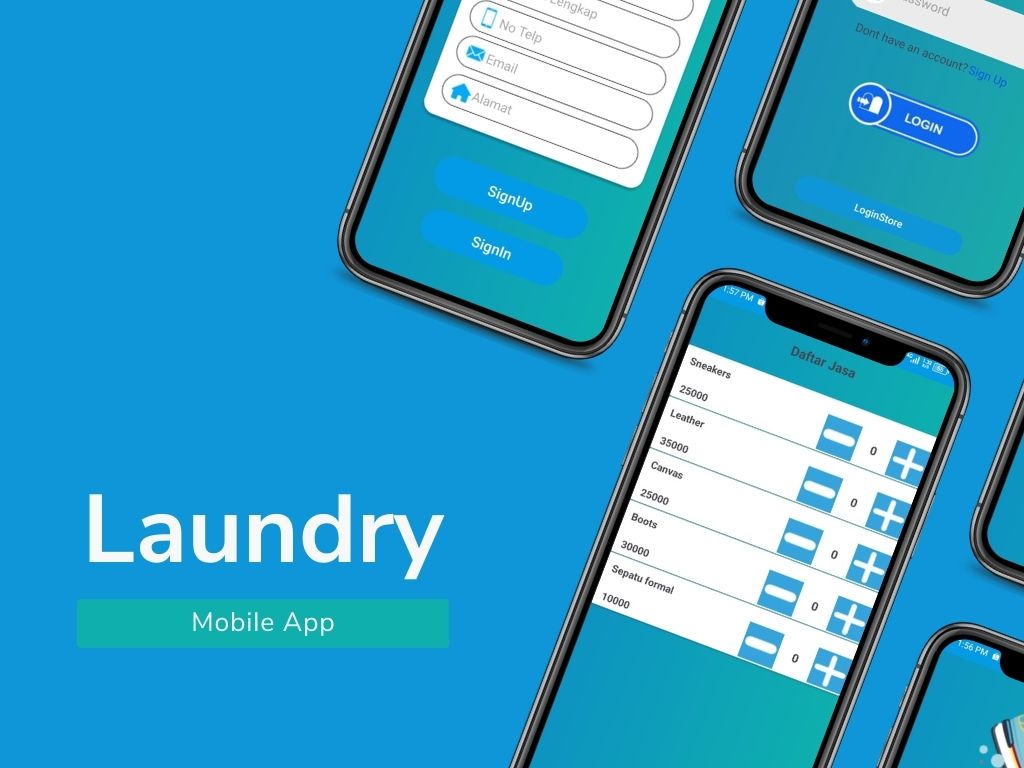 Lengkap
No Telp
Email
Alamat
SignUp
SignIn
Dont have an account? Sign Up
LOGIN
LoginStore
1:57 PM
Daftar Jasa
Sneakers
25000
0
Leather
35000
0
Canvas
25000
0
Boots
30000
0
Sepatu formal
10000
0
Laundry
Mobile App
1:56 PM